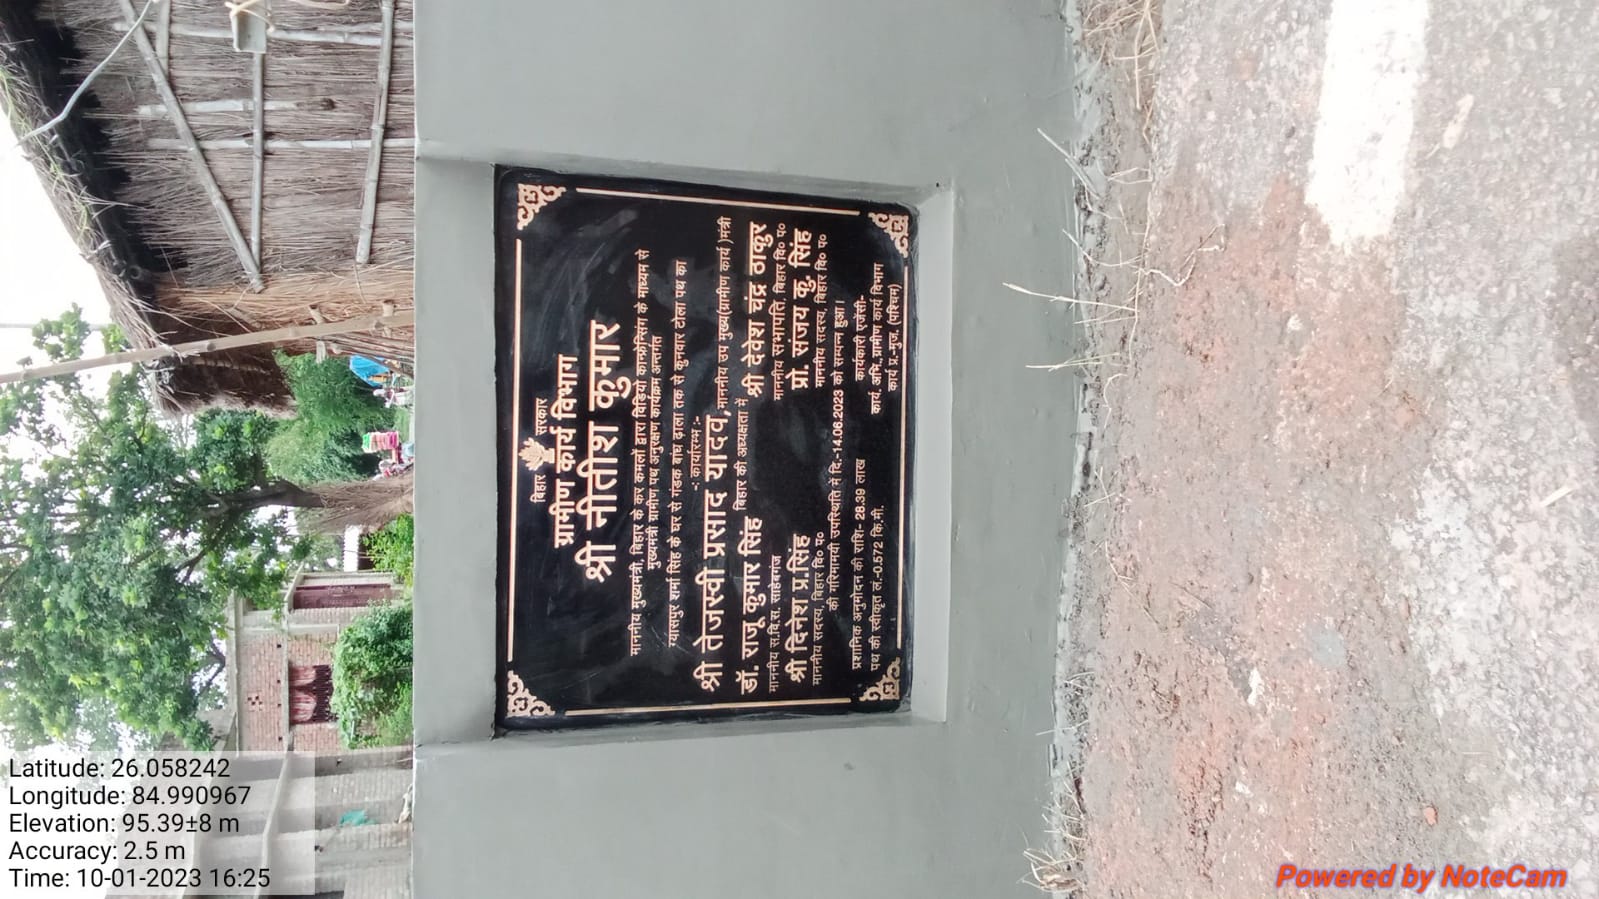 बिहार सरकार
ग्रामीण कार्य विभाग
श्री नीतीश कुमार
माननीय मुख्यमंत्री, बिहार के कर कमलों द्वारा विडियो कान्फ्रेन्सिंग के माध्यम से
मुख्यमंत्री ग्रामीण पथ अनुरक्षण कार्यक्रम अन्तर्गत
शर्मा सिंह के घर से गंडक बांध ढ़ाला तक से कुनवार टोला पथ का
-: कार्यारम्भ :-
श्री तेजस्वी प्रसाद यादव, माननीय उप मुख्य(ग्रामीण कार्य )मंत्री
बिहार की अध्यक्षता में
डॉ. राजू कुमार सिंह
माननीय स.वि.स. साहेबगंज
श्री देवेश चंद्र ठाकुर
माननीय सभापति, बिहार वि० प०
श्री दिनेश प्र.सिंह
माननीय सदस्य, बिहार वि० प०
प्रो. संजय कु. सिंह
माननीय सदस्य, बिहार वि० प०
की गरिमामयी उपस्थिति में दि.-14.06.2023 को सम्पन्न हुआ।
प्रशानिक अनुमोदन की राशि- 28.39 लाख
पथ की स्वीकृत लं.-0.572 कि.मी.
कार्यकारी एजेंसी-
कार्य. अभि., ग्रामीण कार्य विभाग
कार्य प्र.-मुज. (पश्चिम)
Latitude: 26.058242
Longitude: 84.990967
Elevation: 95.39±8 m
Accuracy: 2.5 m
Time: 10-01-2023 16:25
Powered by NoteCam